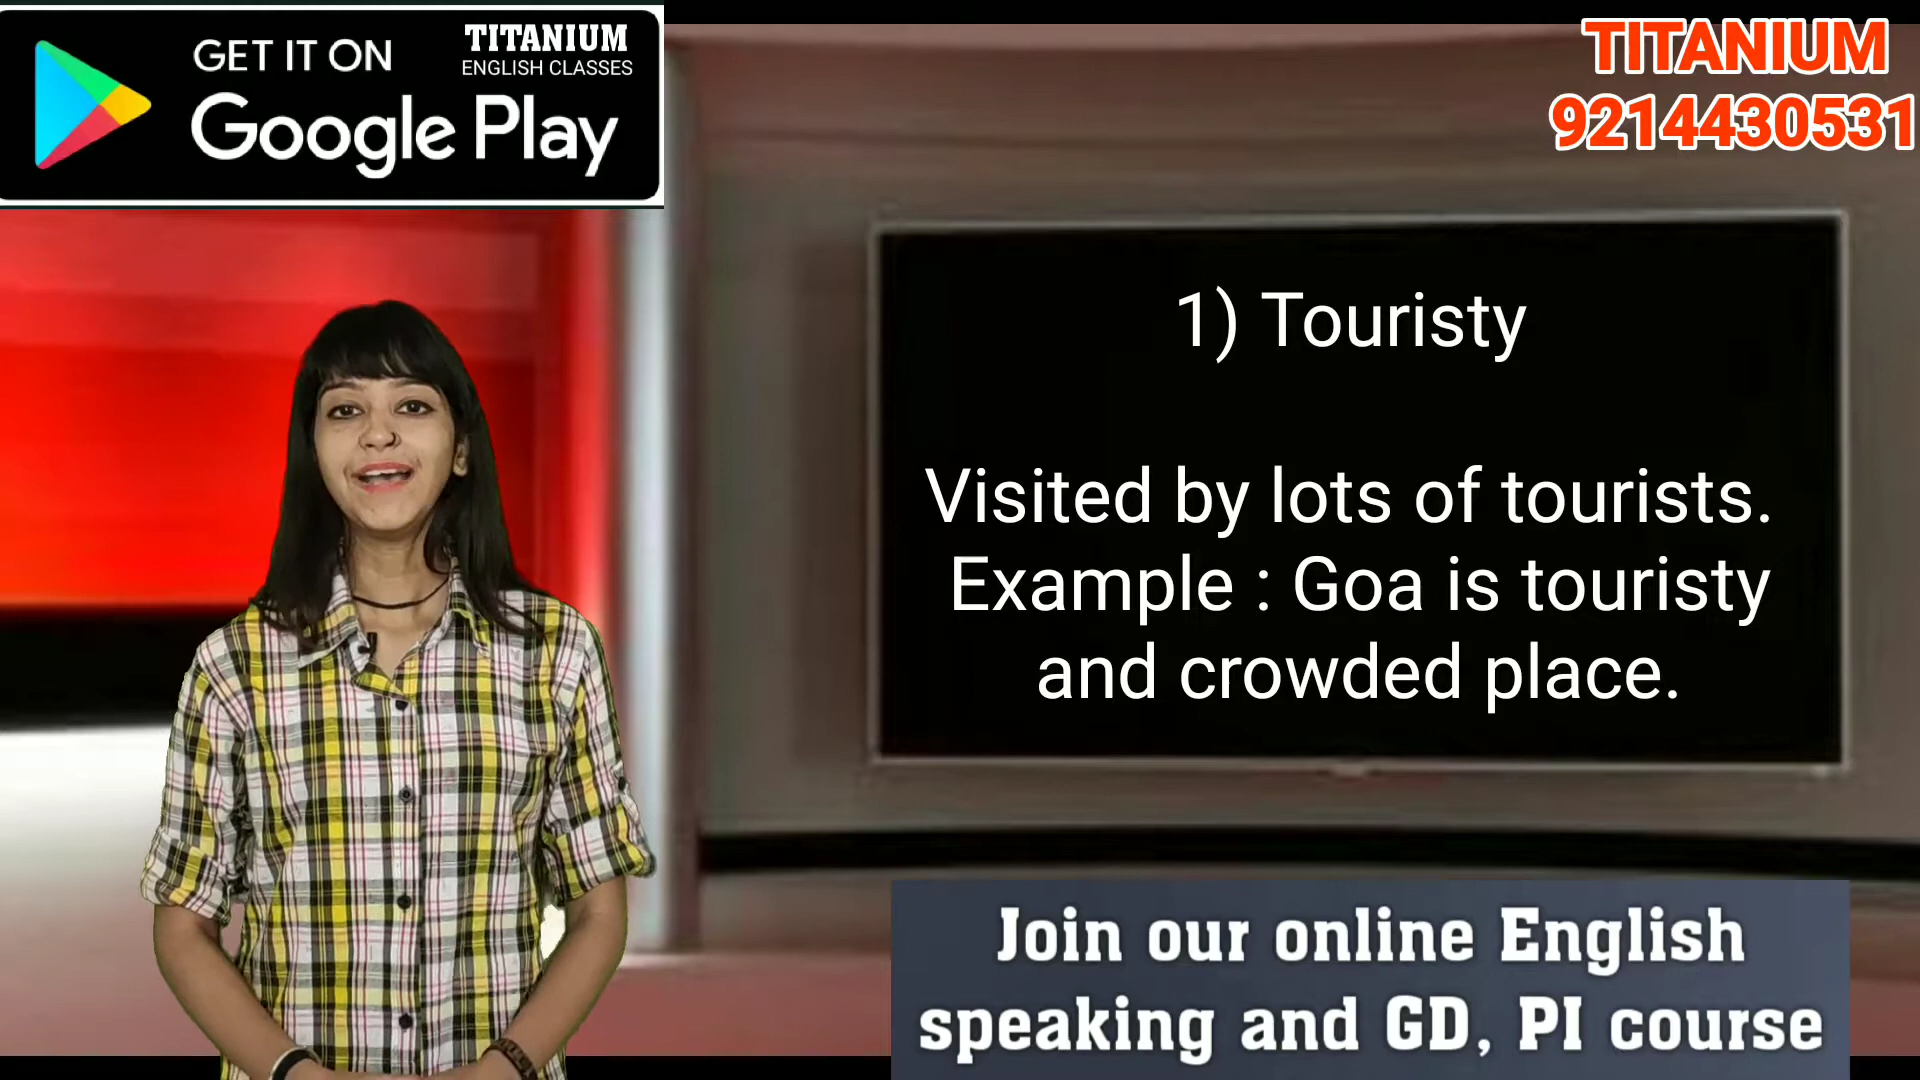 GET IT ON
TITANIUM
ENGLISH CLASSES
Google Play
TITANIUM
9214430531
1) Touristy
Visited by lots of tourists.
Example : Goa is touristy
and crowded place.
Join our online English
speaking and GD, PI course